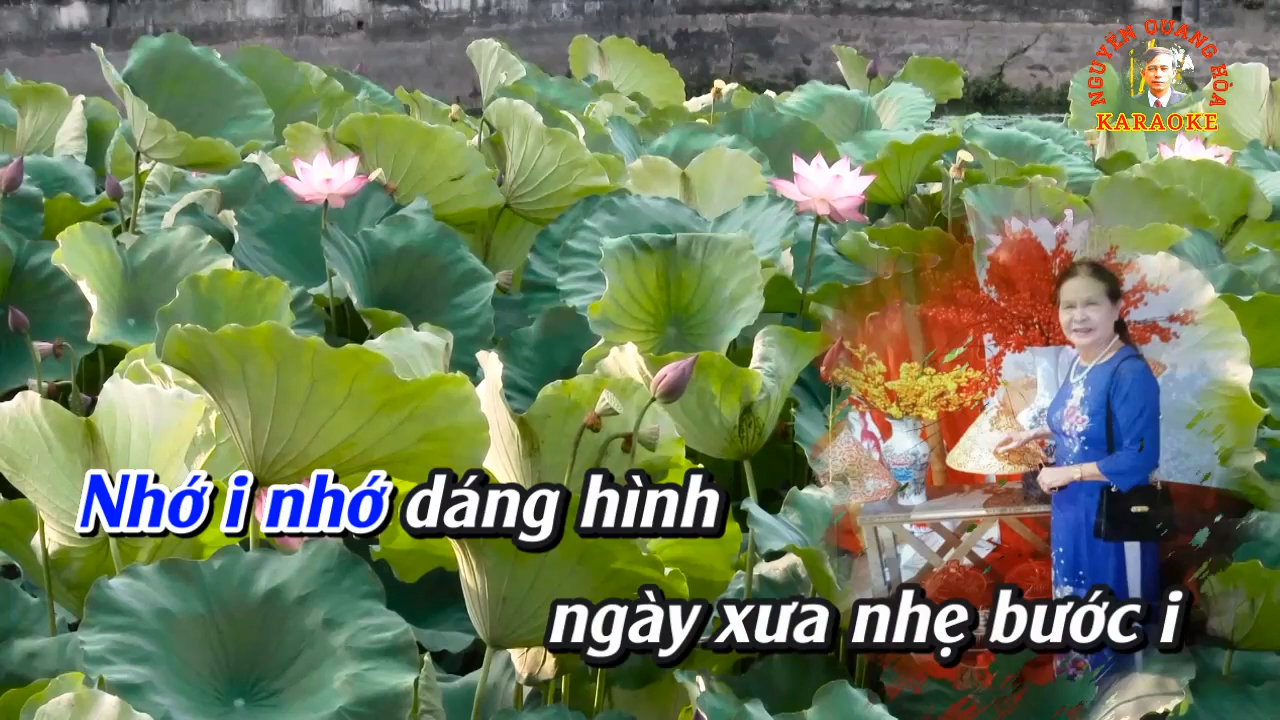 NGUYỄN QUANG HÒA
KARAOKE
Nhớ i nhớ dáng hình
ngày xưa nhẹ bước i